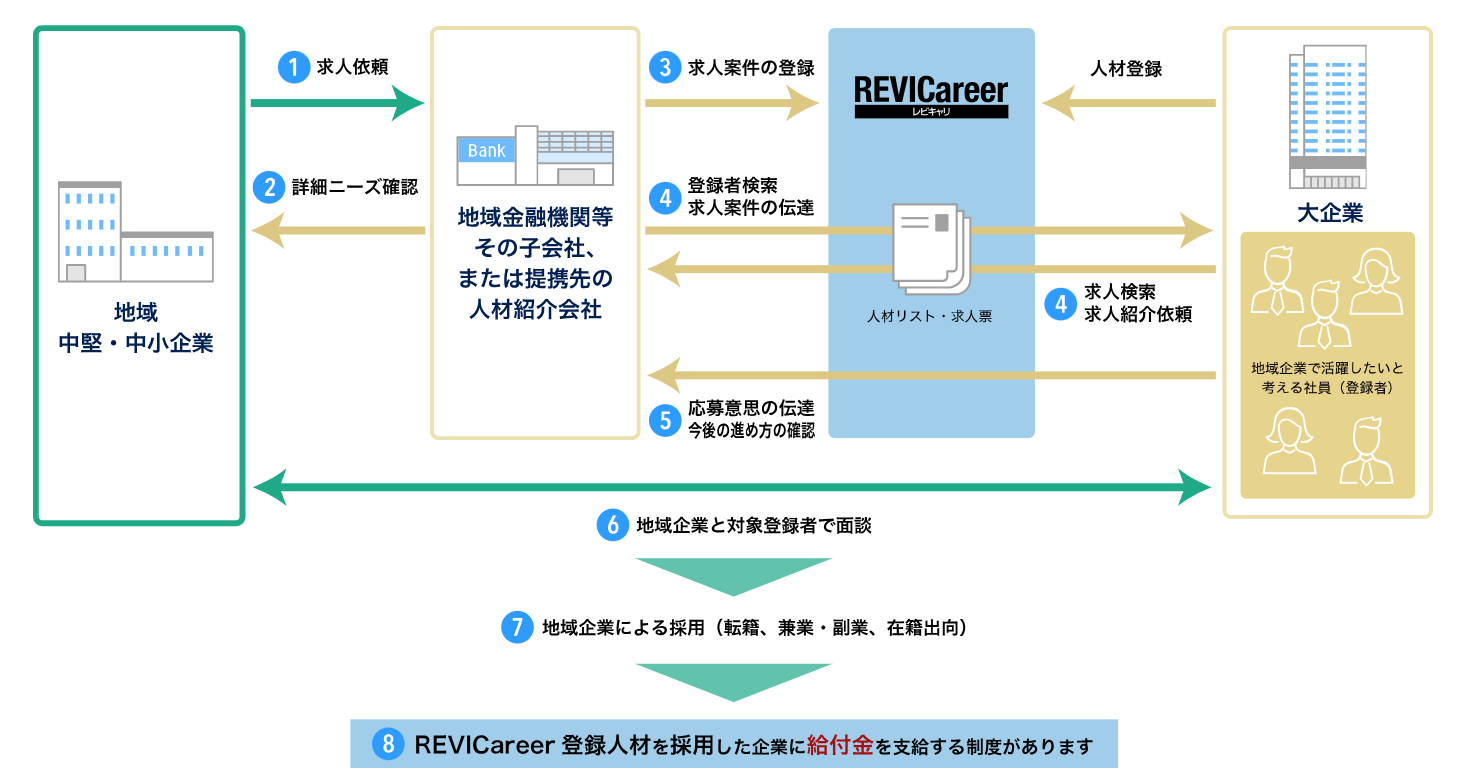 1 求人依頼
2 詳細ニーズ確認
地域
中堅・中小企業
Bank
地域金融機関等
その子会社、
または提携先の
人材紹介会社
3 求人案件の登録
4 登録者検索
求人案件の伝達
REVICareer
レビキャリ
人材リスト・求人票
人材登録
4 求人検索
求人紹介依頼
5 応募意思の伝達
今後の進め方の確認
大企業
地域企業で活躍したいと
考える社員（登録者）
6 地域企業と対象登録者で面談
7 地域企業による採用（転籍、兼業・副業、在籍出向）
8 REVICareer 登録人材を採用した企業に給付金を支給する制度があります